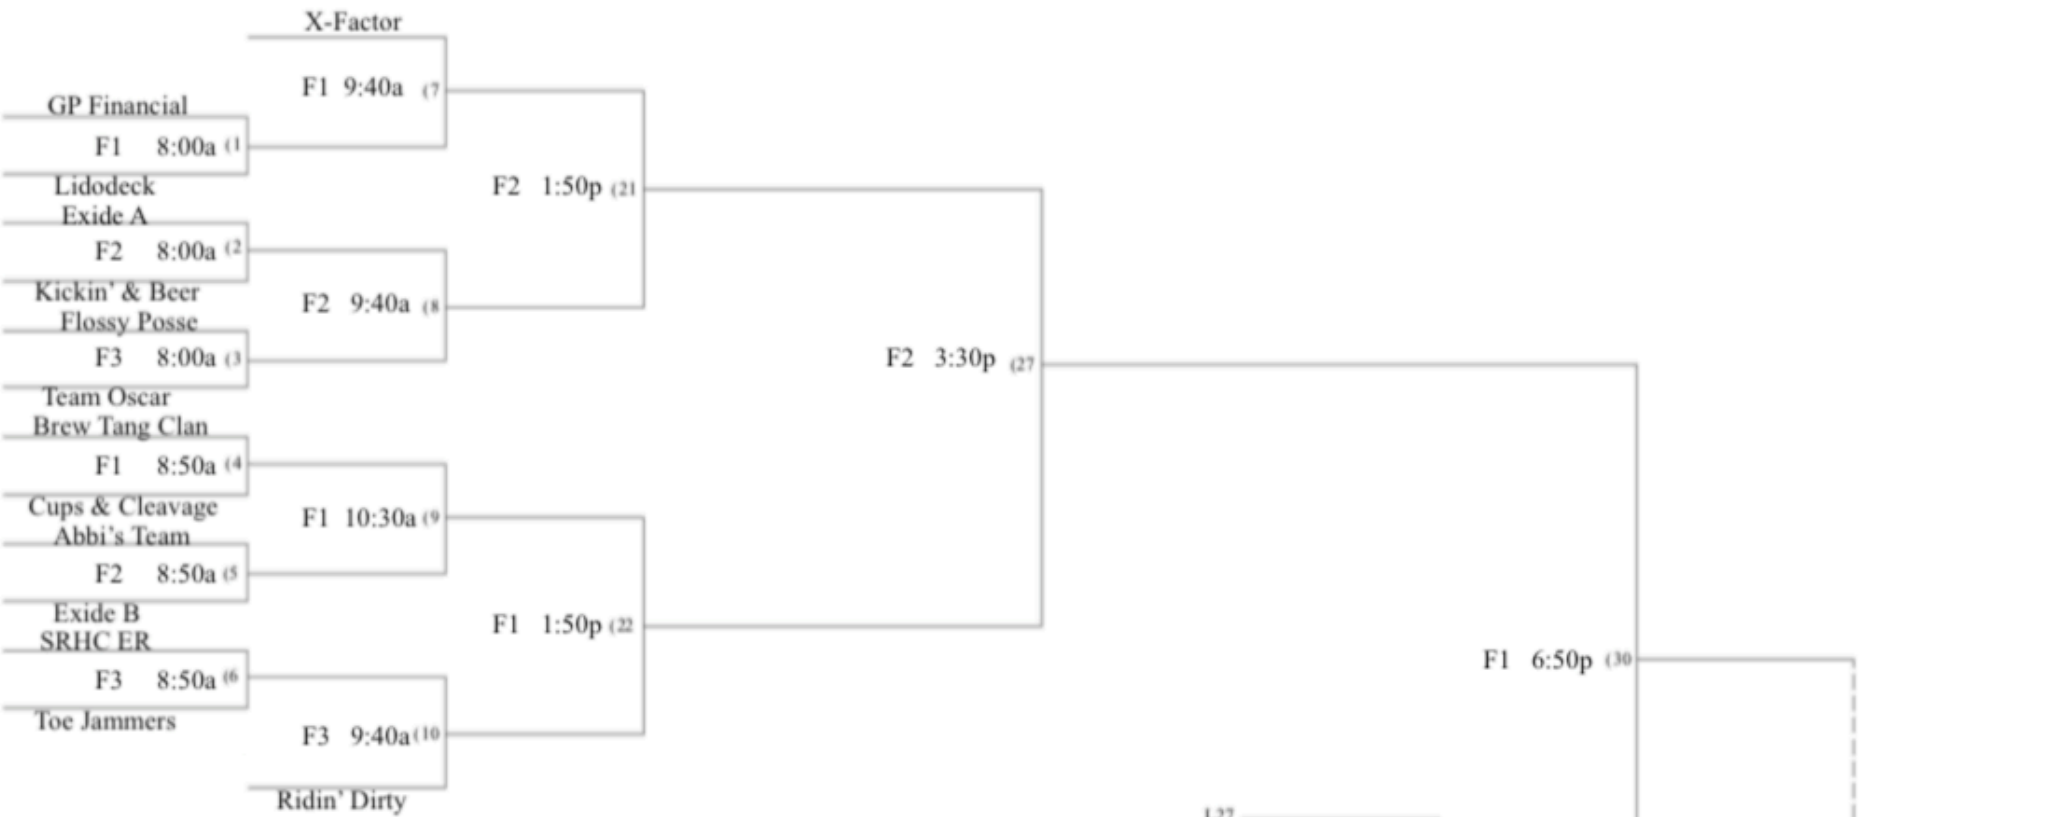 X-Factor
F1 9:40a (7
GP Financial
F1 8:00a (1
Lidodeck
F2 1:50p (21
Exide A
F2 8:00a (2
Kickin' & Beer
F2 9:40a (8
Flossy Posse
F3 8:00a (3
F2 3:30p (27
Team Oscar
Brew Tang Clan
F1 8:50a (4
Cups & Cleavage
F1 10:30a (9
Abbi's Team
F2 8:50a (5
Exide B
F1 1:50p (22
SRHC ER
F3 8:50a (6
F1 6:50p (30
Toe Jammers
F3 9:40a (10
Ridin' Dirty